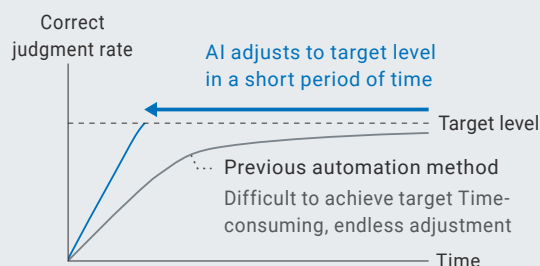 Correct
judgment rate
AI adjusts to target level
in a short period of time
Target level
Previous automation method
Difficult to achieve target Time-
consuming, endless adjustment
Time